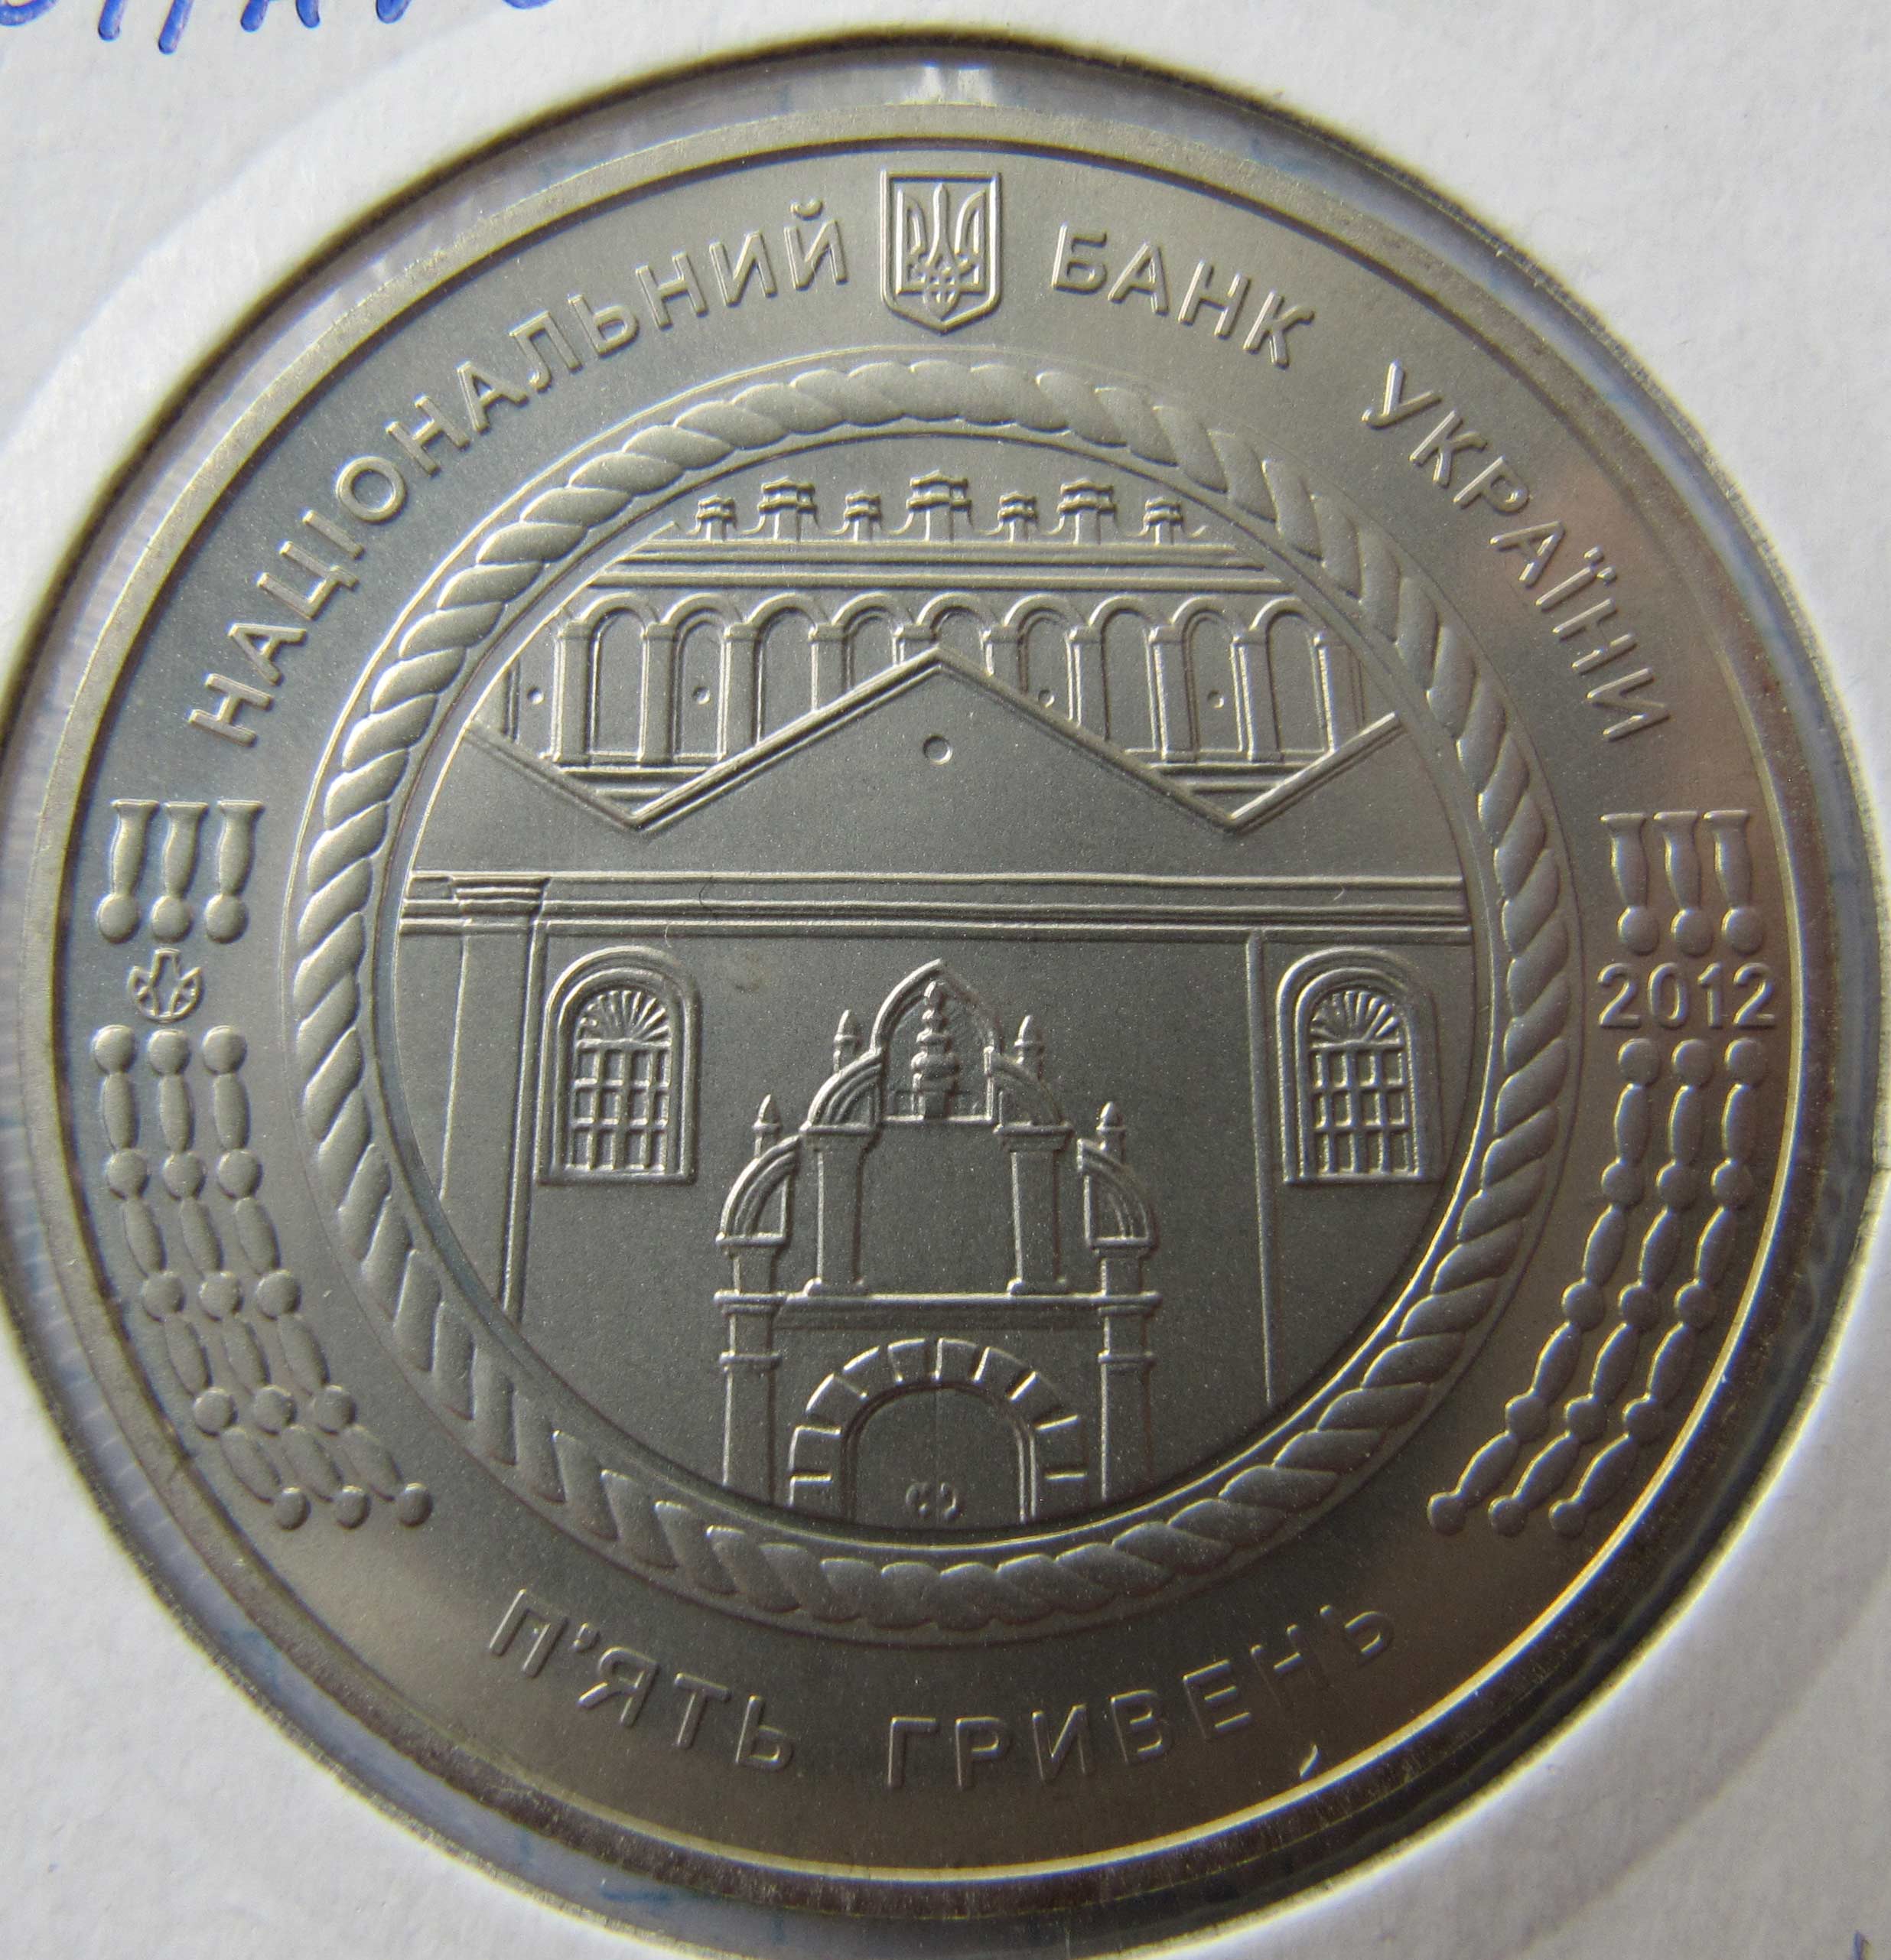 НАЦІОНАЛЬНИЙ БАНК УКРАЇНИ
2012
П'ЯТЬ ГРИВЕНЬ